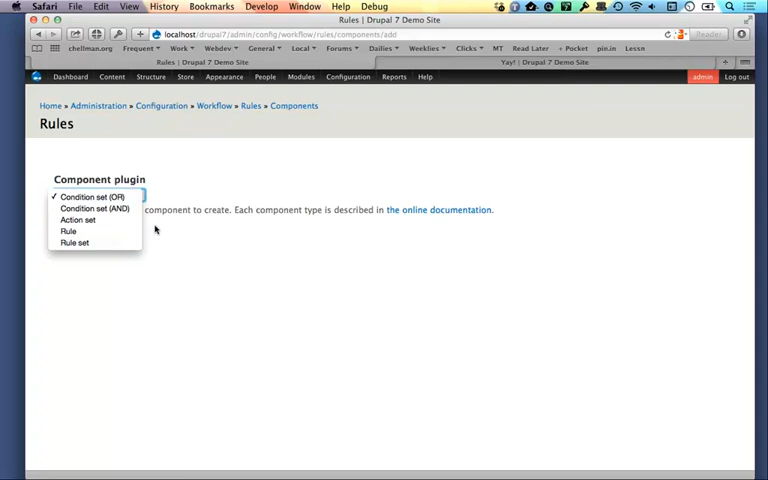 Safari File Edit View History Bookmarks Develop Window Help Debug
Rules | Drupal 7 Demo Site
localhost/drupal7/admin/config/workflow/rules/components/add
Reader
chellman.org Frequent Work Webdev General Local Forums Dailies Weeklies Clicks MT Read Later + Pocket pin.in Lessn
Rules | Drupal 7 Demo Site Yay! | Drupal 7 Demo Site
Dashboard Content Structure Store Appearance People Modules Configuration Reports Help admin Log out
Home » Administration » Configuration » Workflow » Rules » Components
Rules
Component plugin
✓ Condition set (OR)
Condition set (AND)
component to create. Each component type is described in the online documentation.
Action set
Rule
Rule set